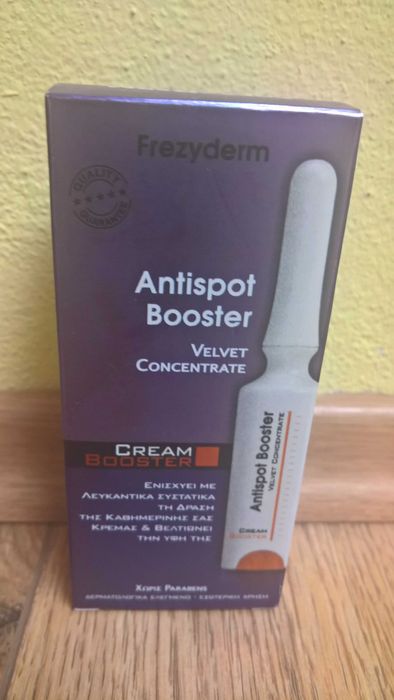 Frezyderm
QUALITY
GUARANTEE
Antispot
Booster
VELVET
CONCENTRATE
CREAM
BOOSTER
ΕΝΙΣΧΥΕΙ ΜΕ
ΛΕΥΚΑΝΤΙΚΑ ΣΥΣΤΑΤΙΚΑ
ΤΗ ΔΡΑΣΗ
ΤΗΣ ΚΑΘΗΜΕΡΙΝΗΣ ΣΑΣ
ΚΡΕΜΑΣ & ΒΕΛΤΙΩΝΕΙ
ΤΗΝ ΥΦΗ ΤΗΣ
ΧΩΡΙΣ PARABENS
ΔΕΡΜΑΤΟΛΟΓΙΚΑ ΕΛΕΓΜΕΝΟ · ΕΞΩΤΕΡΙΚΗ ΧΡΗΣΗ
Antispot Booster
VELVET CONCENTRATE
CREAM
BOOSTER